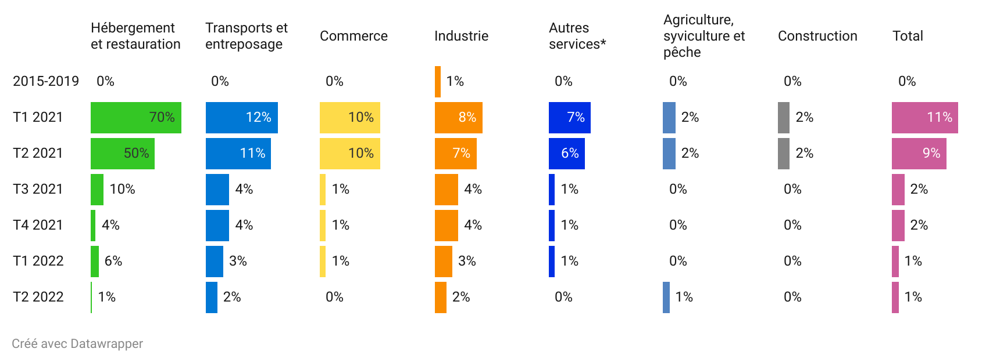 Hébergement
et restauration
Transports et
entreposage
Commerce
Industrie
Autres
services*
Agriculture,
syviculture et
pêche
Construction
Total
2015-2019 0% 0% 0% 1% 0% 0% 0% 0%
T1 2021 70% 12% 10% 8% 7% 2% 2% 11%
T2 2021 50% 11% 10% 7% 6% 2% 2% 9%
T3 2021 10% 4% 1% 4% 1% 0% 0% 2%
T4 2021 4% 4% 1% 4% 1% 0% 0% 2%
T1 2022 6% 3% 1% 3% 1% 0% 0% 1%
T2 2022 1% 2% 0% 2% 0% 1% 0% 1%
Créé avec Datawrapper